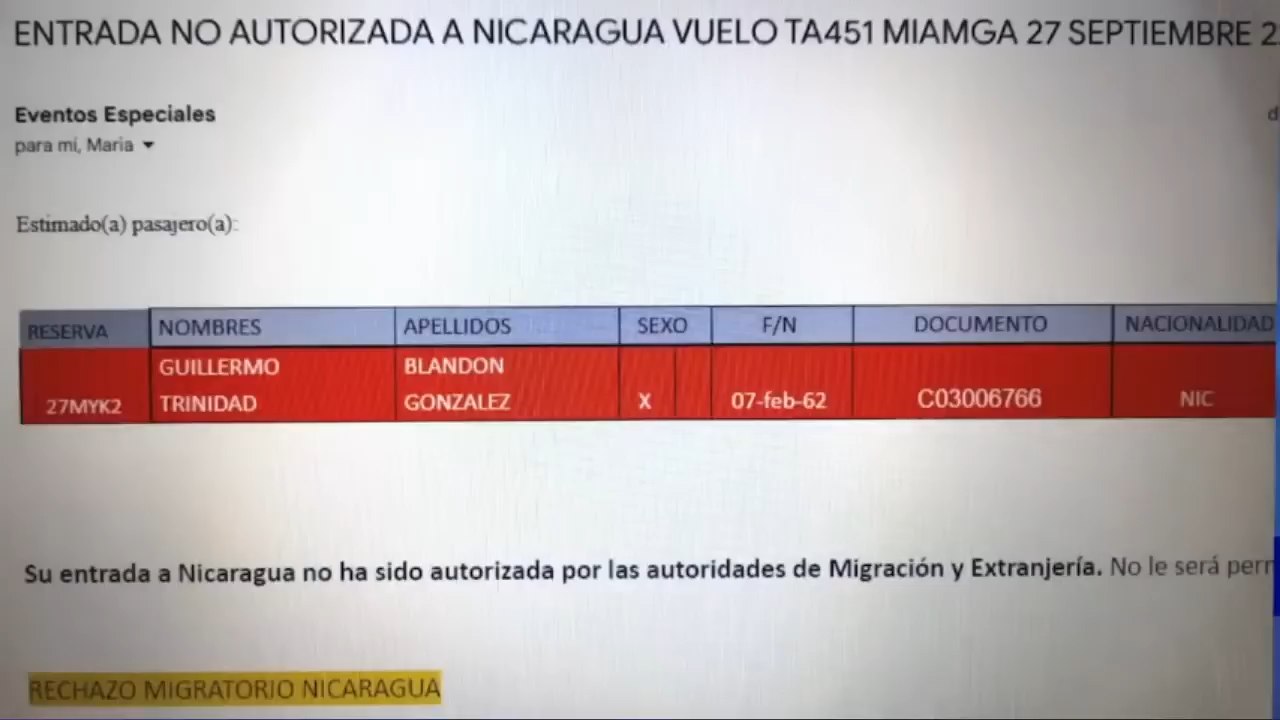 ENTRADA NO AUTORIZADA A NICARAGUA VUELO TA451 MIAMGA 27 SEPTIEMBRE 2
Eventos Especiales
para mí, Maria
Estimado(a) pasajero(a):
RESERVA NOMBRES APELLIDOS SEXO F/N DOCUMENTO NACIONALIDAD
GUILLERMO BLANDON
27MYK2 TRINIDAD GONZALEZ X 07-feb-62 C03006766 NIC
Su entrada a Nicaragua no ha sido autorizada por las autoridades de Migración y Extranjería. No le será
RECHAZO MIGRATORIO NICARAGUA